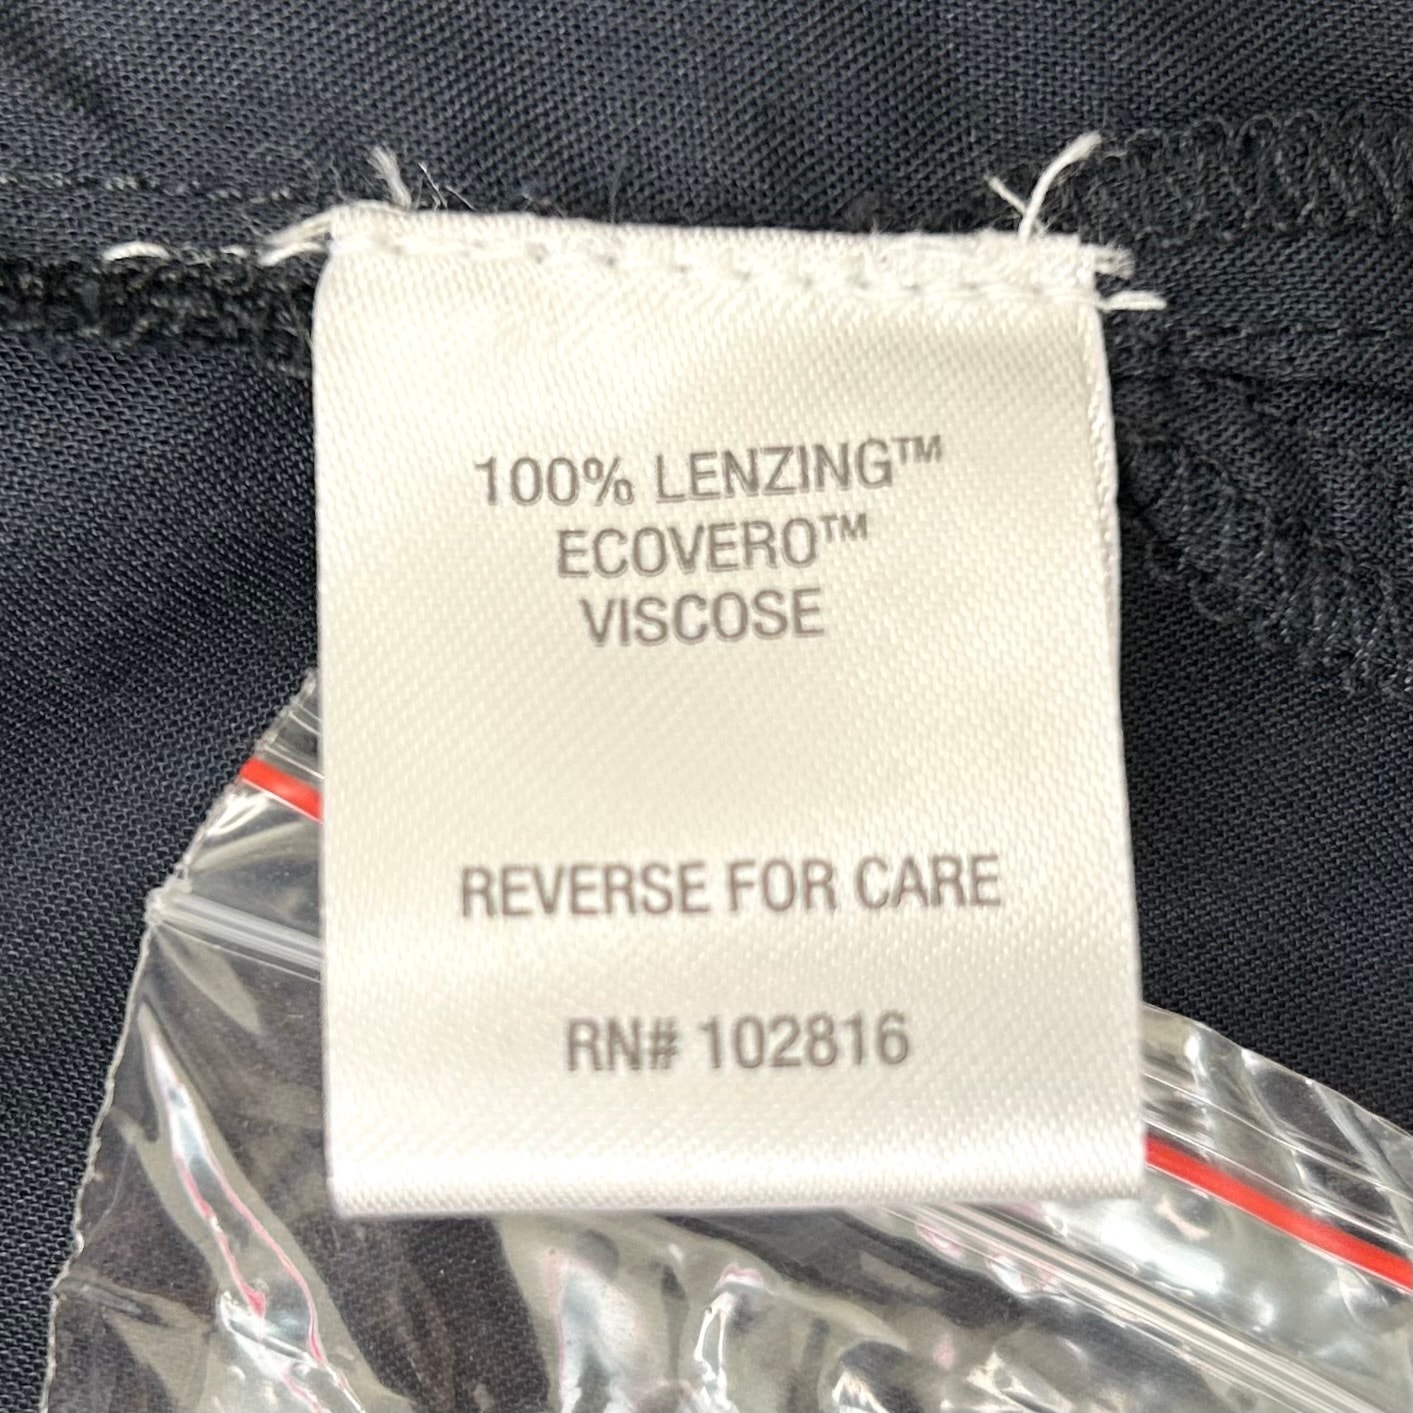 100% LENZING™
ECOVERO™
VISCOSE
REVERSE FOR CARE
RN# 102816